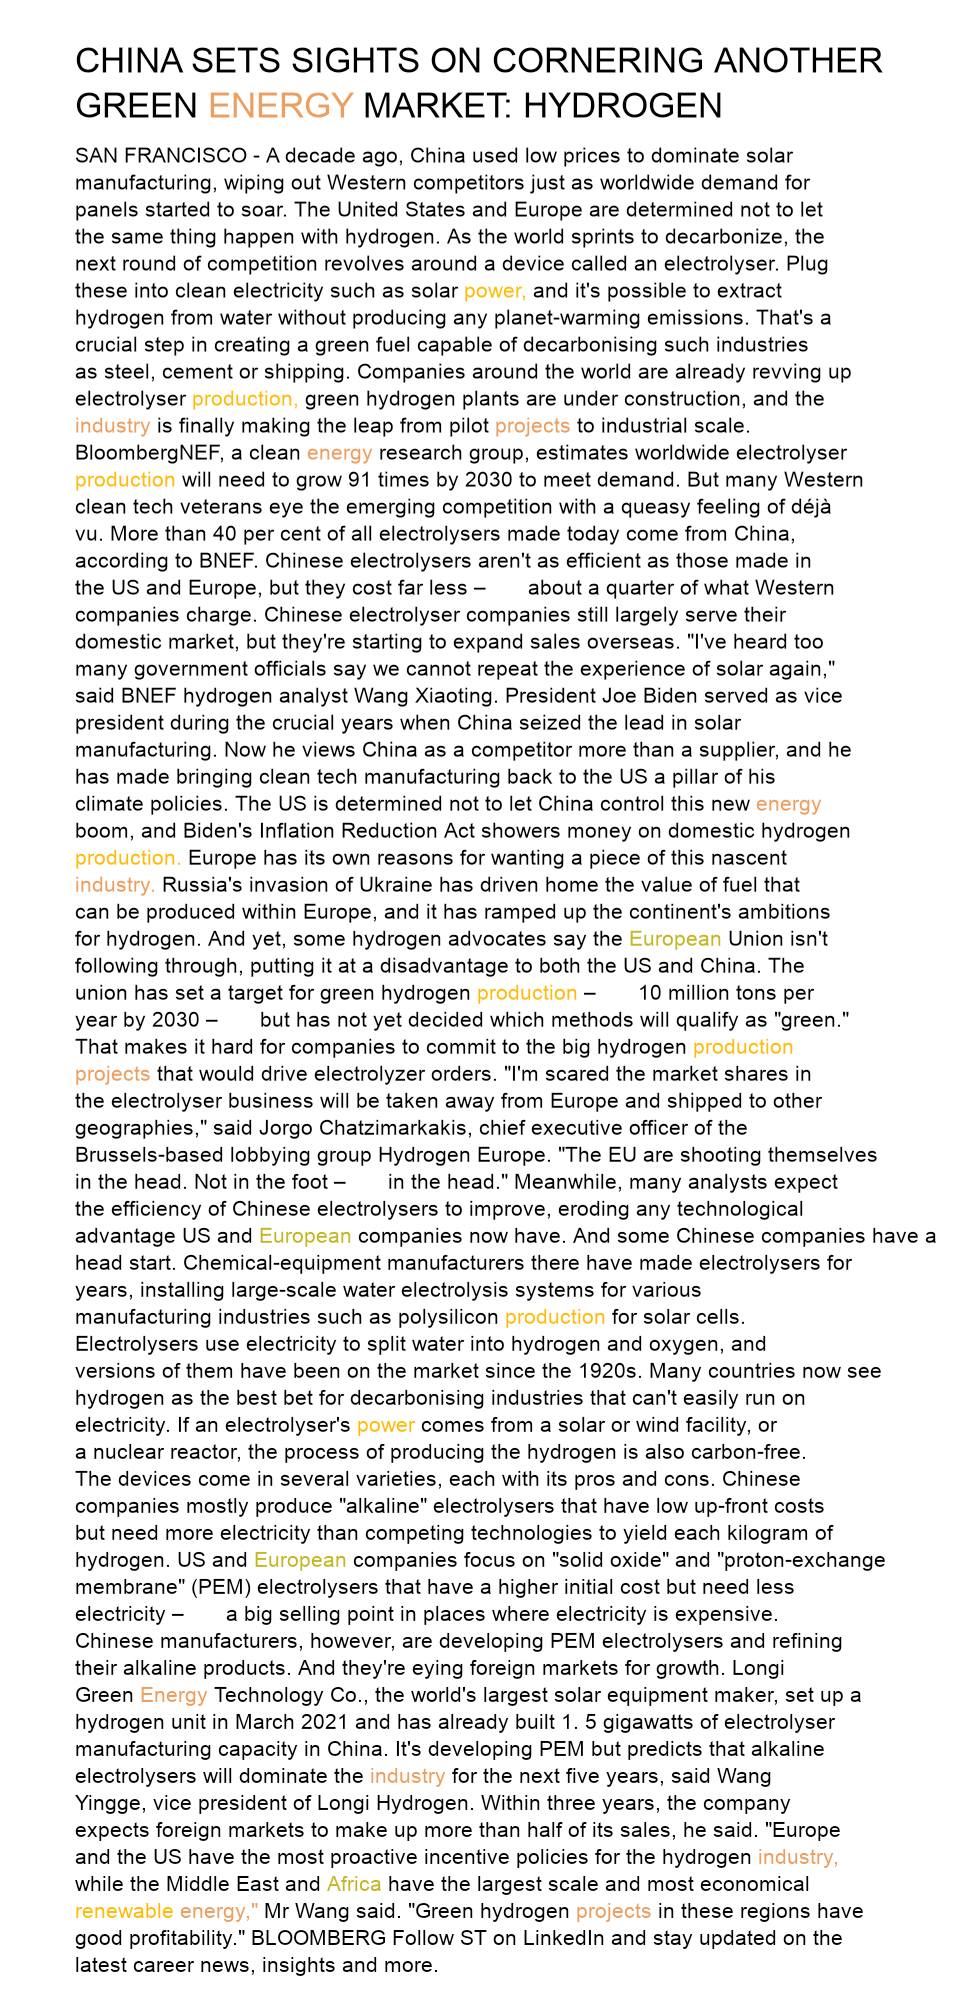 CHINA SETS SIGHTS ON CORNERING ANOTHER
GREEN ENERGY MARKET: HYDROGEN
SAN FRANCISCO - A decade ago, China used low prices to dominate solar
manufacturing, wiping out Western competitors just as worldwide demand for
panels started to soar. The United States and Europe are determined not to let
the same thing happen with hydrogen. As the world sprints to decarbonize, the
next round of competition revolves around a device called an electrolyser. Plug
these into clean electricity such as solar power, and it's possible to extract
hydrogen from water without producing any planet-warming emissions. That's a
crucial step in creating a green fuel capable of decarbonising such industries
as steel, cement or shipping. Companies around the world are already revving up
electrolyser production, green hydrogen plants are under construction, and the
industry is finally making the leap from pilot projects to industrial scale.
BloombergNEF, a clean energy research group, estimates worldwide electrolyser
production will need to grow 91 times by 2030 to meet demand. But many Western
clean tech veterans eye the emerging competition with a queasy feeling of déjà
vu. More than 40 per cent of all electrolysers made today come from China,
according to BNEF. Chinese electrolysers aren't as efficient as those made in
the US and Europe, but they cost far less – about a quarter of what Western
companies charge. Chinese electrolyser companies still largely serve their
domestic market, but they're starting to expand sales overseas. "I've heard too
many government officials say we cannot repeat the experience of solar again,"
said BNEF hydrogen analyst Wang Xiaoting. President Joe Biden served as vice
president during the crucial years when China seized the lead in solar
manufacturing. Now he views China as a competitor more than a supplier, and he
has made bringing clean tech manufacturing back to the US a pillar of his
climate policies. The US is determined not to let China control this new energy
boom, and Biden's Inflation Reduction Act showers money on domestic hydrogen
production. Europe has its own reasons for wanting a piece of this nascent
industry. Russia's invasion of Ukraine has driven home the value of fuel that
can be produced within Europe, and it has ramped up the continent's ambitions
for hydrogen. And yet, some hydrogen advocates say the European Union isn't
following through, putting it at a disadvantage to both the US and China. The
union has set a target for green hydrogen production – 10 million tons per
year by 2030 – but has not yet decided which methods will qualify as "green."
That makes it hard for companies to commit to the big hydrogen production
projects that would drive electrolyzer orders. "I'm scared the market shares in
the electrolyser business will be taken away from Europe and shipped to other
geographies," said Jorgo Chatzimarkakis, chief executive officer of the
Brussels-based lobbying group Hydrogen Europe. "The EU are shooting themselves
in the head. Not in the foot – in the head." Meanwhile, many analysts expect
the efficiency of Chinese electrolysers to improve, eroding any technological
advantage US and European companies now have. And some Chinese companies have a
head start. Chemical-equipment manufacturers there have made electrolysers for
years, installing large-scale water electrolysis systems for various
manufacturing industries such as polysilicon production for solar cells.
Electrolysers use electricity to split water into hydrogen and oxygen, and
versions of them have been on the market since the 1920s. Many countries now see
hydrogen as the best bet for decarbonising industries that can't easily run on
electricity. If an electrolyser's power comes from a solar or wind facility, or
a nuclear reactor, the process of producing the hydrogen is also carbon-free.
The devices come in several varieties, each with its pros and cons. Chinese
companies mostly produce "alkaline" electrolysers that have low up-front costs
but need more electricity than competing technologies to yield each kilogram of
hydrogen. US and European companies focus on "solid oxide" and "proton-exchange
membrane" (PEM) electrolysers that have a higher initial cost but need less
electricity – a big selling point in places where electricity is expensive.
Chinese manufacturers, however, are developing PEM electrolysers and refining
their alkaline products. And they're eying foreign markets for growth. Longi
Green Energy Technology Co., the world's largest solar equipment maker, set up a
hydrogen unit in March 2021 and has already built 1. 5 gigawatts of electrolyser
manufacturing capacity in China. It's developing PEM but predicts that alkaline
electrolysers will dominate the industry for the next five years, said Wang
Yingge, vice president of Longi Hydrogen. Within three years, the company
expects foreign markets to make up more than half of its sales, he said. "Europe
and the US have the most proactive incentive policies for the hydrogen industry,
while the Middle East and Africa have the largest scale and most economical
renewable energy," Mr Wang said. "Green hydrogen projects in these regions have
good profitability." BLOOMBERG Follow ST on LinkedIn and stay updated on the
latest career news, insights and more.